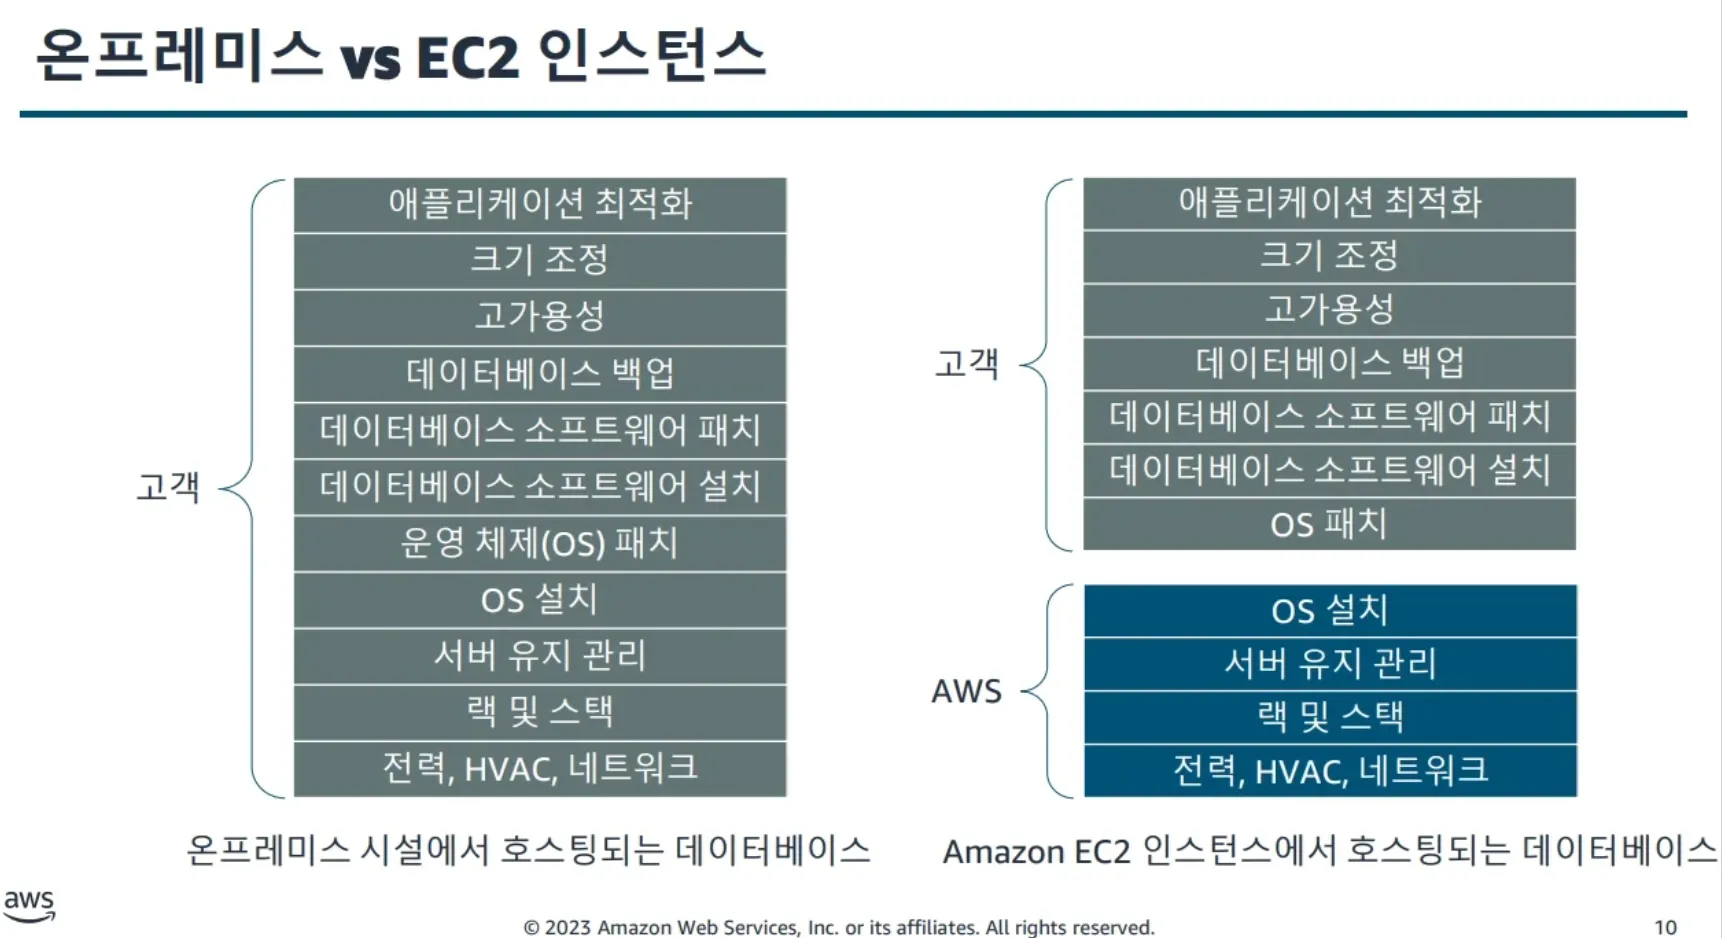 온프레미스 vs EC2 인스턴스
고객
애플리케이션 최적화
크기 조정
고가용성
데이터베이스 백업
데이터베이스 소프트웨어 패치
데이터베이스 소프트웨어 설치
운영 체제(OS) 패치
OS 설치
서버 유지 관리
랙 및 스택
전력, HVAC, 네트워크
온프레미스 시설에서 호스팅되는 데이터베이스
고객
애플리케이션 최적화
크기 조정
고가용성
데이터베이스 백업
데이터베이스 소프트웨어 패치
데이터베이스 소프트웨어 설치
OS 패치
AWS
OS 설치
서버 유지 관리
랙 및 스택
전력, HVAC, 네트워크
Amazon EC2 인스턴스에서 호스팅되는 데이터베이스
aws
© 2023 Amazon Web Services, Inc. or its affiliates. All rights reserved.
10